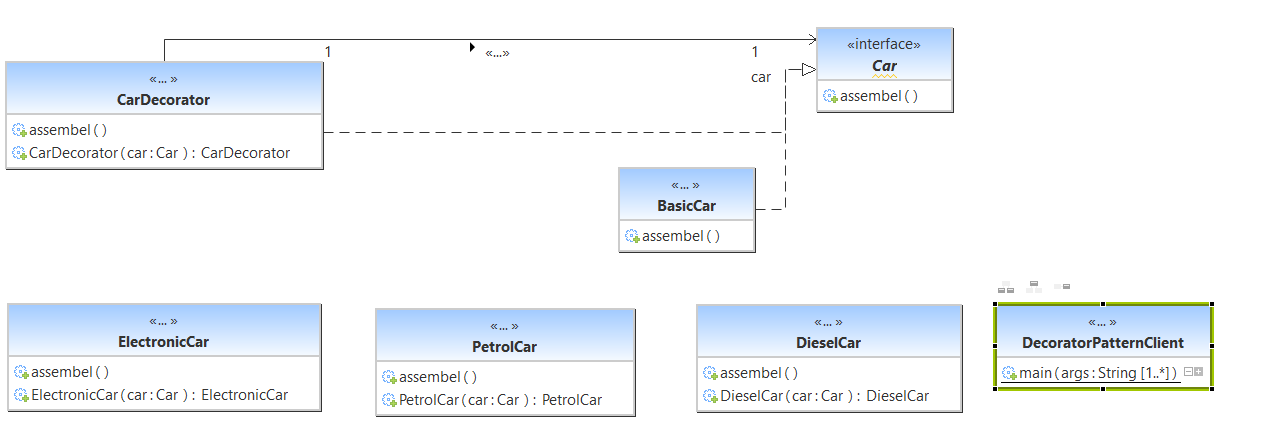 1
«...»
1
car
«interface»
Car
assembel ( )
«... »
CarDecorator
assembel ( )
CarDecorator ( car : Car ) : CarDecorator
«... »
BasicCar
assembel ( )
«... »
ElectronicCar
assembel ( )
ElectronicCar ( car : Car ) : ElectronicCar
«... »
PetrolCar
assembel ( )
PetrolCar ( car : Car ) : PetrolCar
«... »
DieselCar
assembel ( )
DieselCar ( car : Car ) : DieselCar
«... »
DecoratorPatternClient
main ( args : String [1..*] )